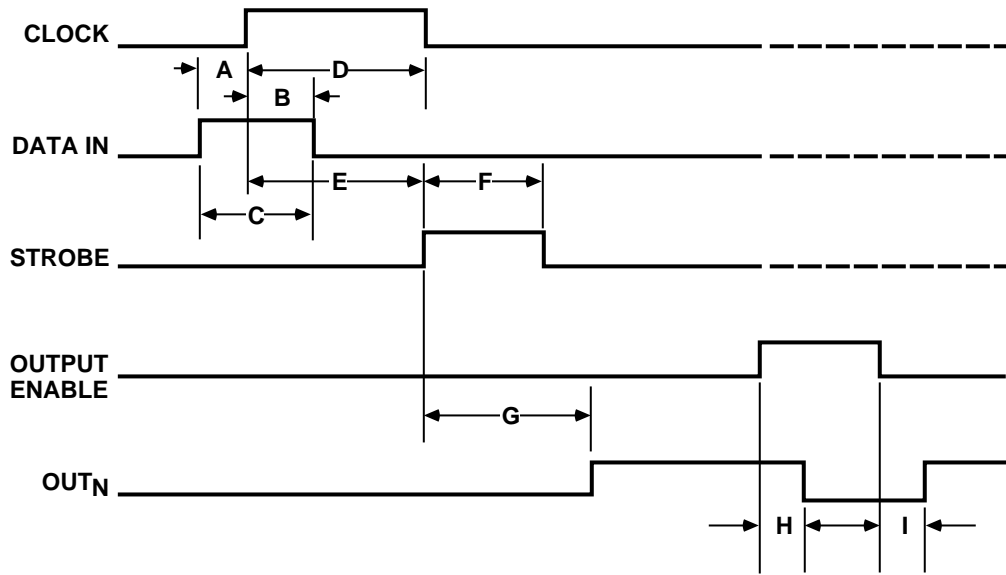 CLOCK
A
D
B
DATA IN
E
F
C
STROBE
OUTPUT
ENABLE
G
OUTN
H
I